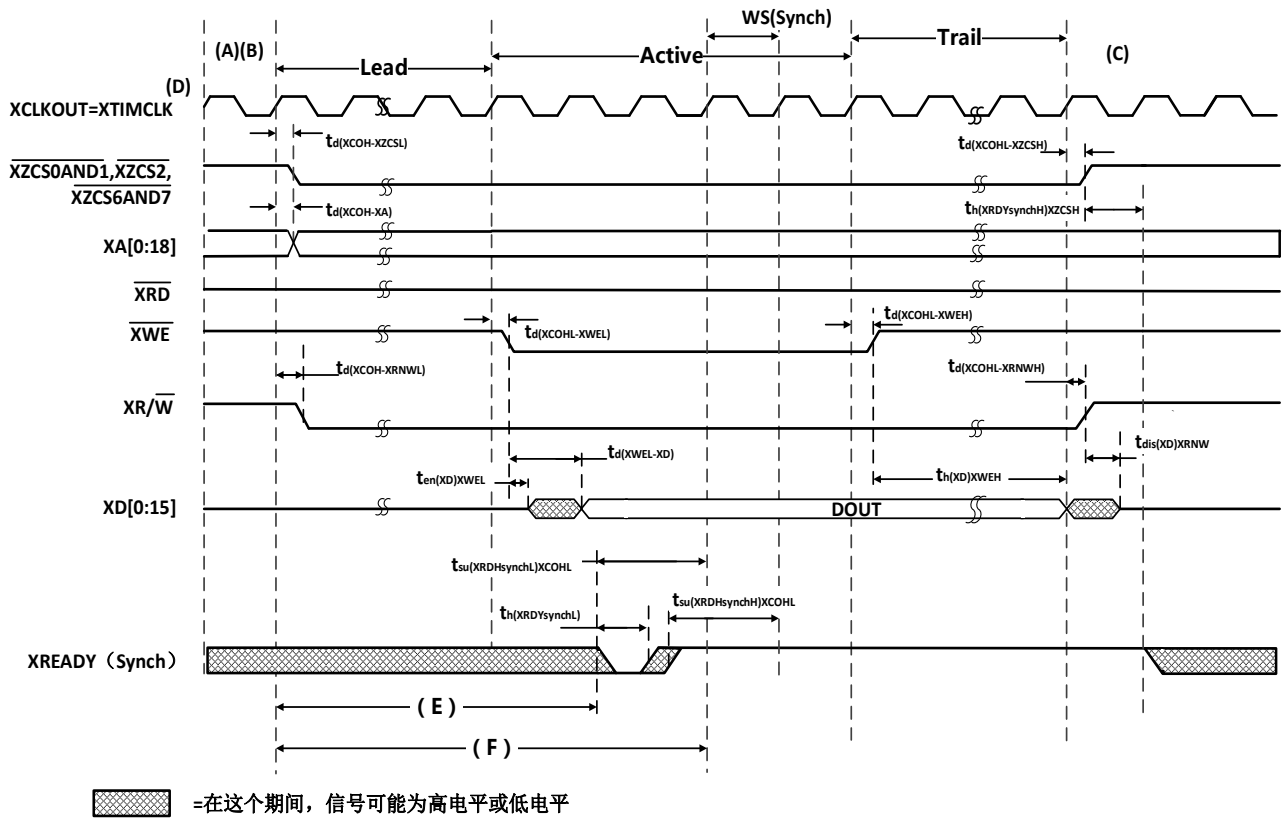 WS(Synch)
(A)(B)
Lead
Active
Trail
(C)
(D)
XCLKOUT=XTIMCLK
td(XCOH-XZCSL)
td(XCOHL-XZCSH)
XZCS0AND1,XZCS2,
XZCS6AND7
td(XCOH-XA)
th(XRDYsynchH)XZCSH
XA[0:18]
XRD
XWE
td(XCOHL-XWEL)
td(XCOHL-XWEH)
td(XCOH-XRNWL)
td(XCOHL-XRNWH)
XR/W
tdis(XD)XRNW
td(XWEL-XD)
ten(XD)XWEL
th(XD)XWEH
XD[0:15]
DOUT
tsu(XRDHsynchL)XCOHL
tsu(XRDHsynchH)XCOHL
th(XRDYsynchL)
XREADY（Synch）
( E )
( F )
=在这个期间，信号可能为高电平或低电平